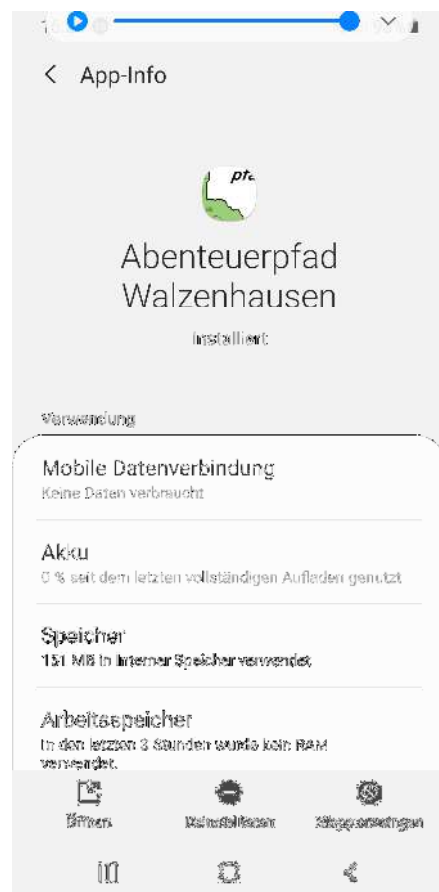 App-Info
pfa
Abenteuerpfad
Walzenhausen
Installiert
Verwendung
Mobile Datenverbindung
Keine Daten verbraucht
Akku
0 % seit dem letzten vollständigen Aufladen genutzt
Speicher
151 MB in Interner Speicher verwendet
Arbeitsspeicher
In den letzten 3 Stunden wurde kein RAM
verwendet.
Öffnen Deinstallieren